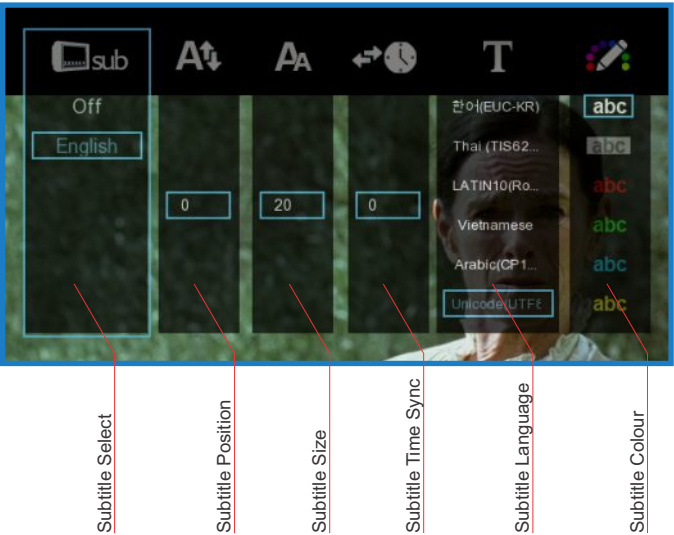 sub
A
AA
T
Off
English
0
20
0
한어(EUC-KR)
Thai (TIS62...
LATIN10(Ro...
Vietnamese
Arabic(CP1...
Unicode(UTF8
abc
abc
abc
abc
abc
abc
Subtitle Select
Subtitle Position
Subtitle Size
Subtitle Time Sync
Subtitle Language
Subtitle Colour